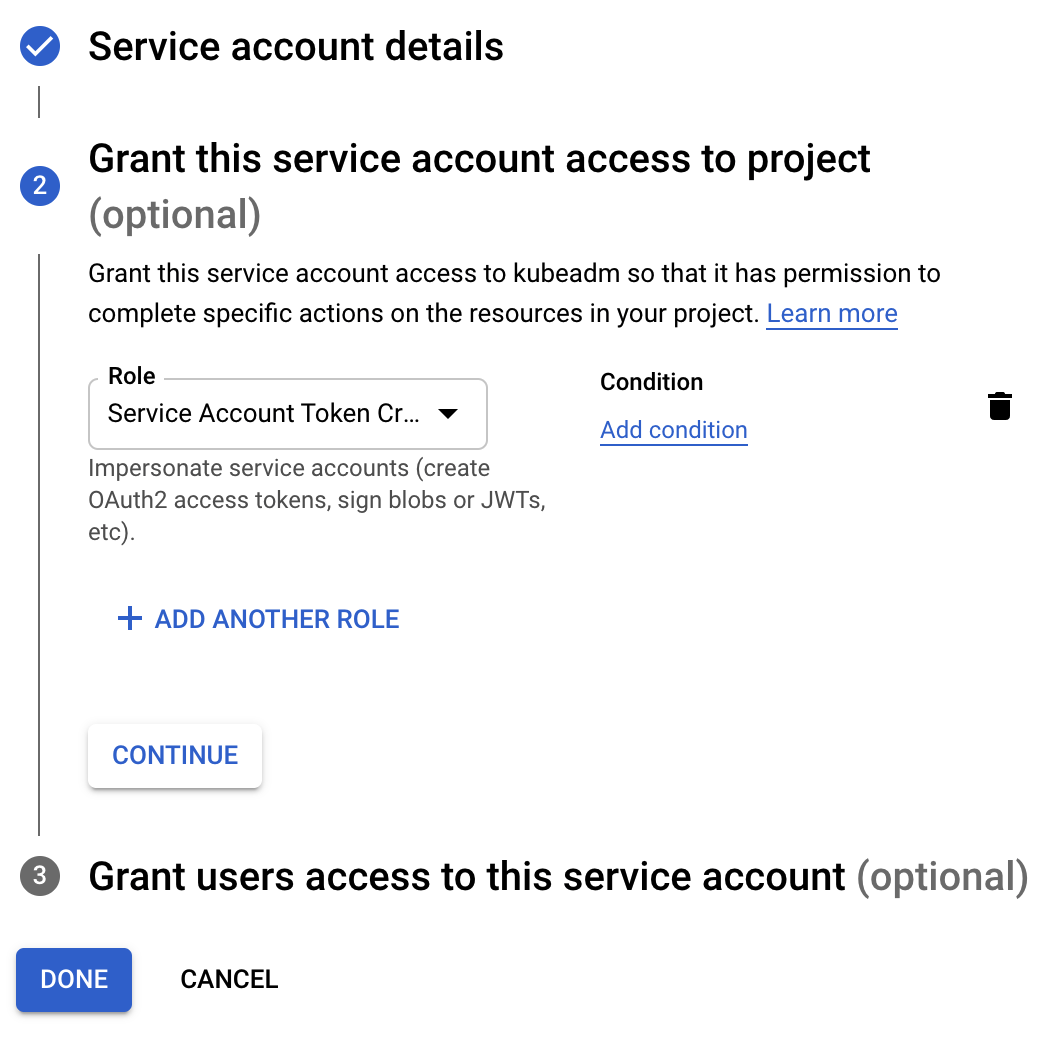 Service account details
2
Grant this service account access to project
(optional)
Grant this service account access to kubeadm so that it has permission to
complete specific actions on the resources in your project. Learn more
Role
Service Account Token Cr...
Condition
Add condition
Impersonate service accounts (create
OAuth2 access tokens, sign blobs or JWTs,
etc).
ADD ANOTHER ROLE
CONTINUE
3
Grant users access to this service account (optional)
DONE
CANCEL